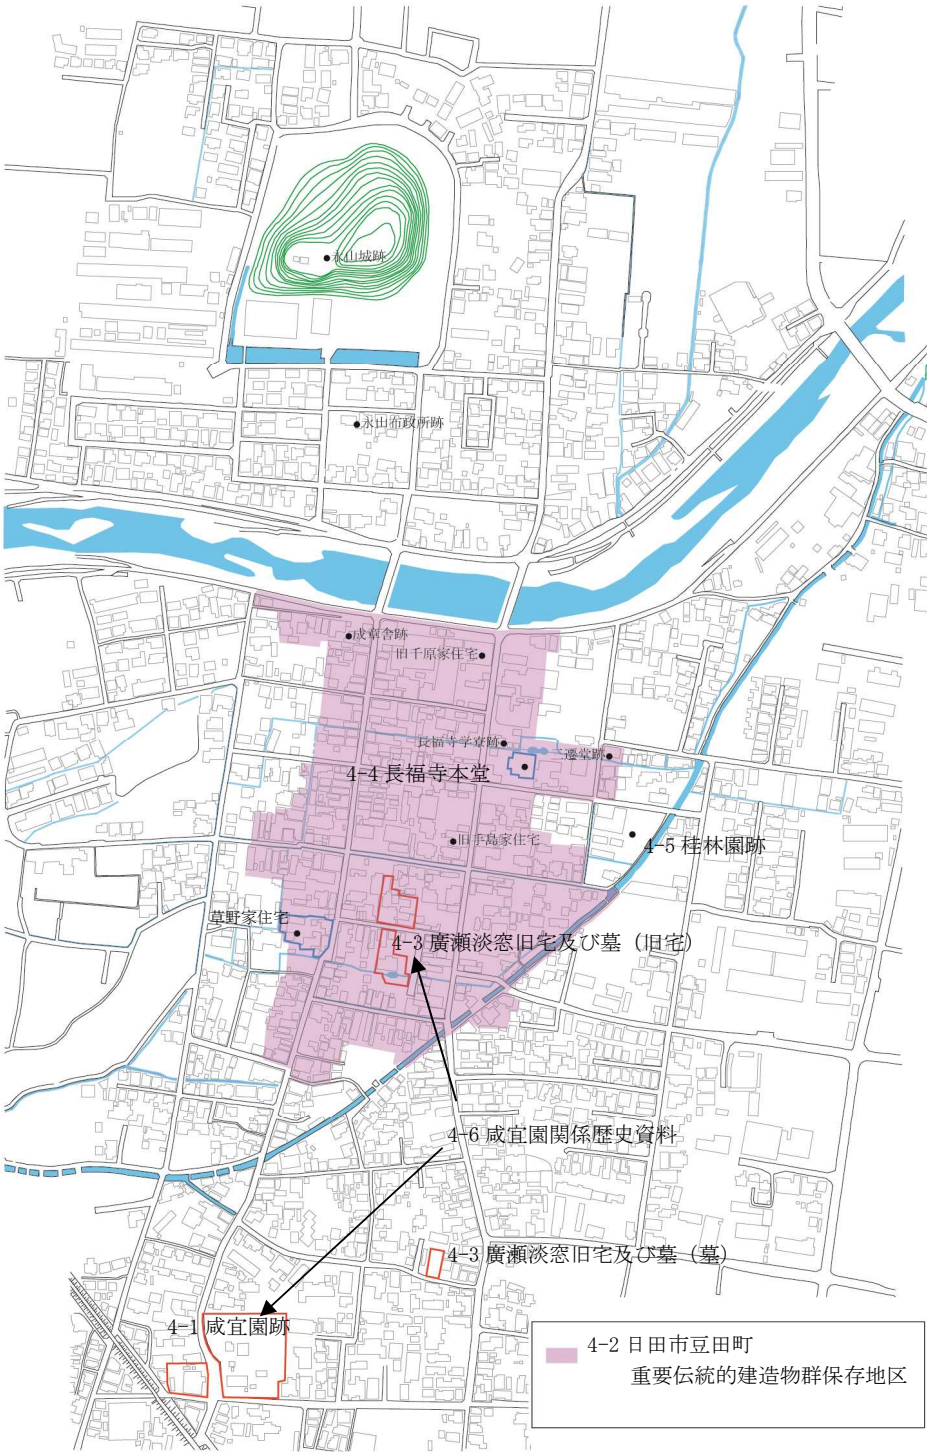 永山城跡
永山布政所跡
成章舎跡
旧千原家住宅
長福寺学寮跡
三遷堂跡
4-4 長福寺本堂
旧手島家住宅
4-5 桂林園跡
草野家住宅
4-3 廣瀬淡窓旧宅及び墓（旧宅）
4-6 咸宜園関係歴史資料
4-3 廣瀬淡窓旧宅及び墓（墓）
4-1 咸宜園跡
4-2 日田市豆田町
重要伝統的建造物群保存地区